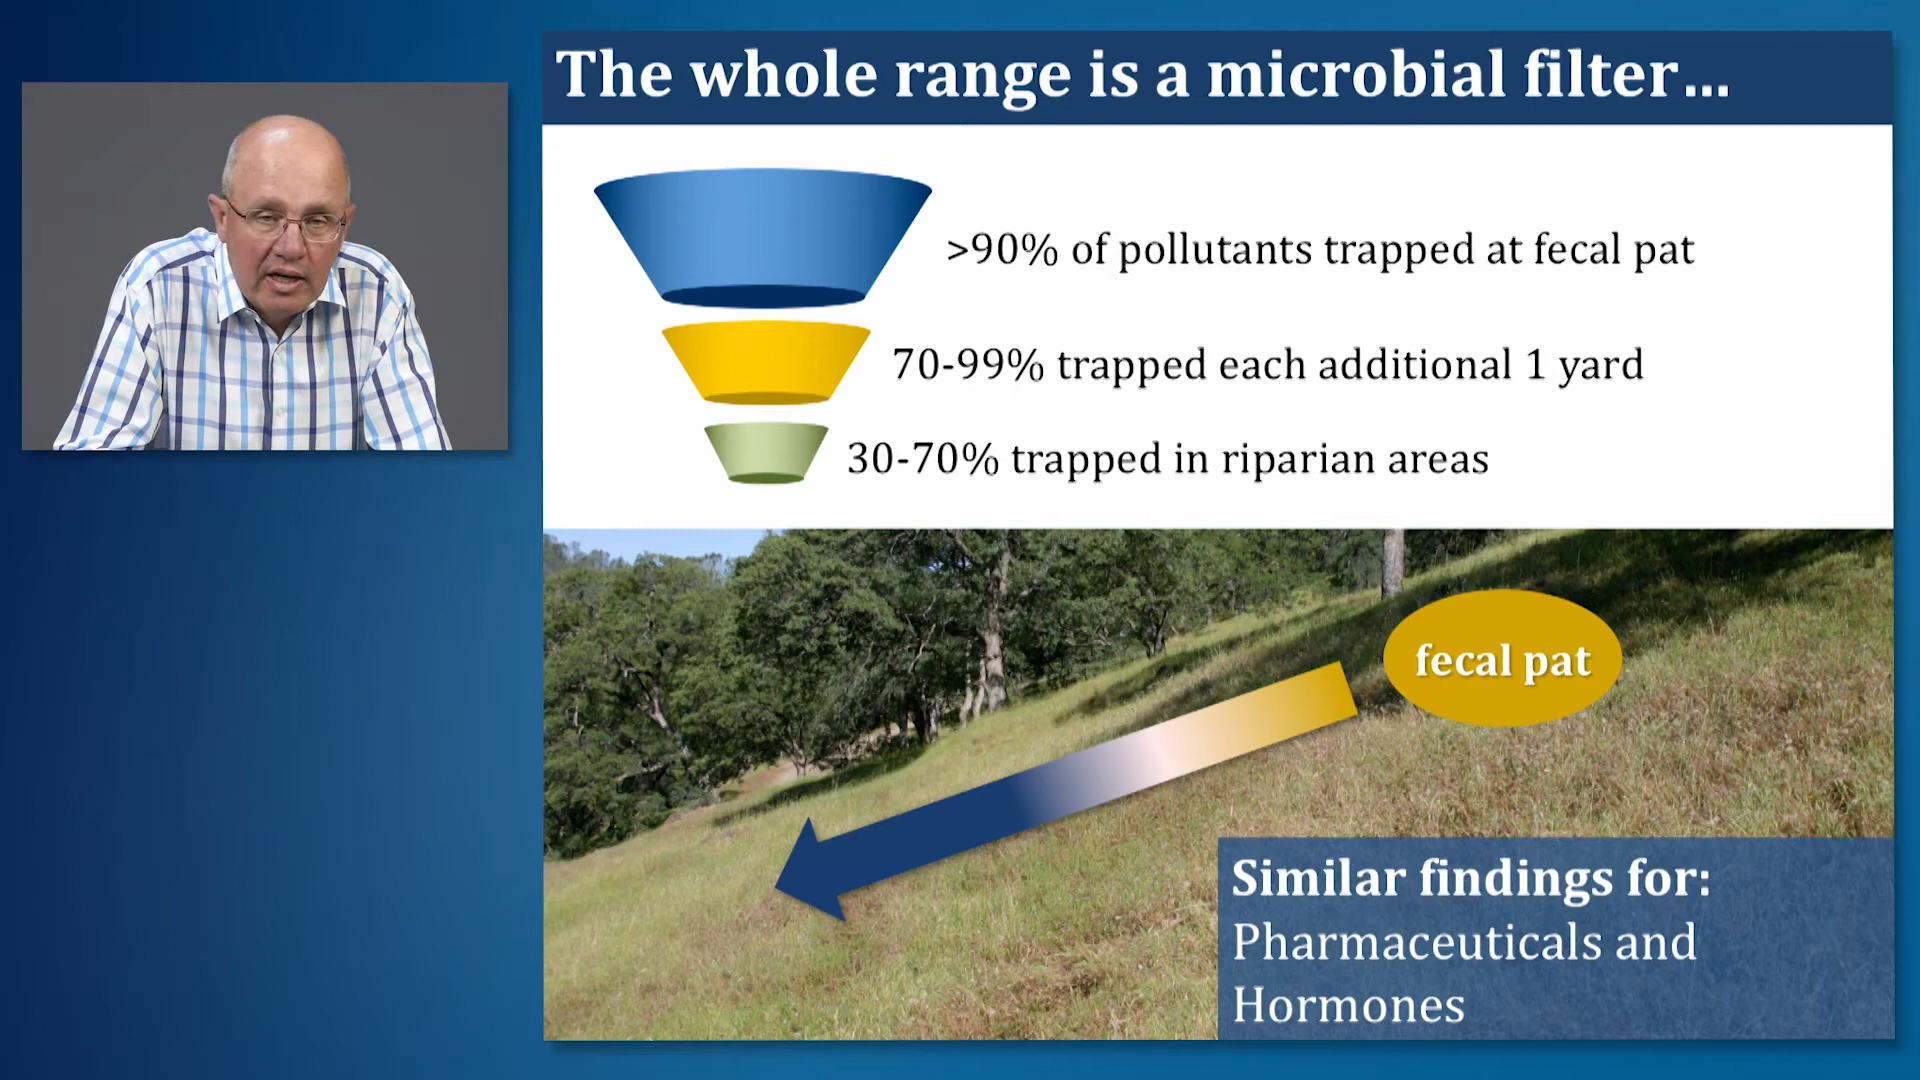 The whole range is a microbial filter...
>90% of pollutants trapped at fecal pat
70-99% trapped each additional 1 yard
30-70% trapped in riparian areas
fecal pat
Similar findings for:
Pharmaceuticals and
Hormones